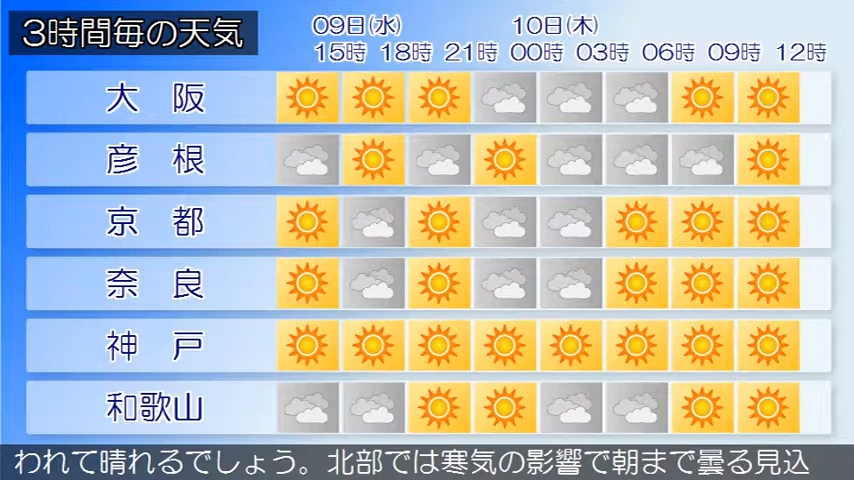 3時間毎の天気
09日(水) 10日(木)
15時 18時 21時 00時 03時 06時 09時 12時
大阪
彦根
京都
奈良
神戸
和歌山
われて晴れるでしょう。北部では寒気の影響で朝まで曇る見込